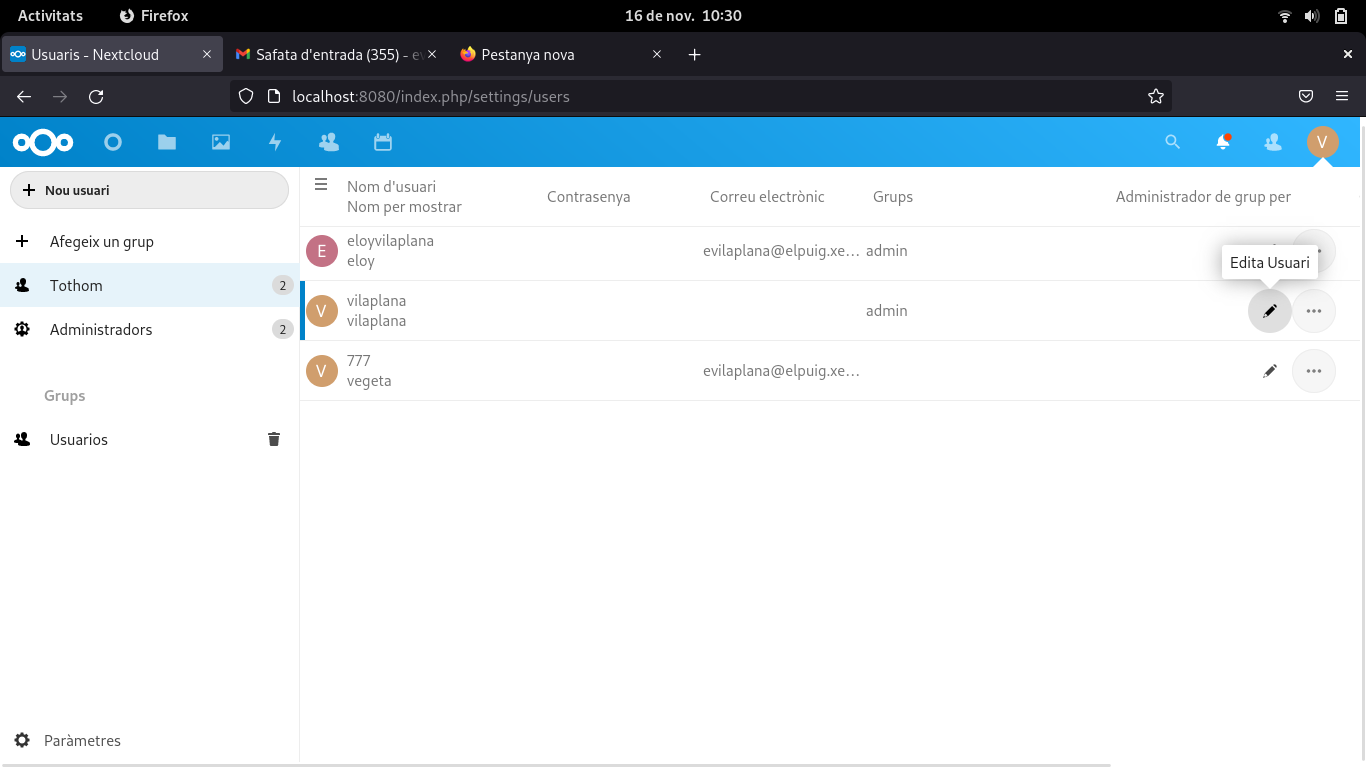 Activitats Firefox 16 de nov. 10:30
Usuaris - Nextcloud Safata d'entrada (355) - ev Pestanya nova
localhost:8080/index.php/settings/users
V
Nou usuari
Afegeix un grup
Tothom 2
Administradors 2
Grups
Usuarios
Paràmetres
Nom d'usuari
Nom per mostrar
Contrasenya
Correu electrònic
Grups
Administrador de grup per
E
eloyvilaplana
eloy
evilaplana@elpuig.xe…
admin
Edita Usuari
V
vilaplana
vilaplana
admin
V
777
vegeta
evilaplana@elpuig.xe…